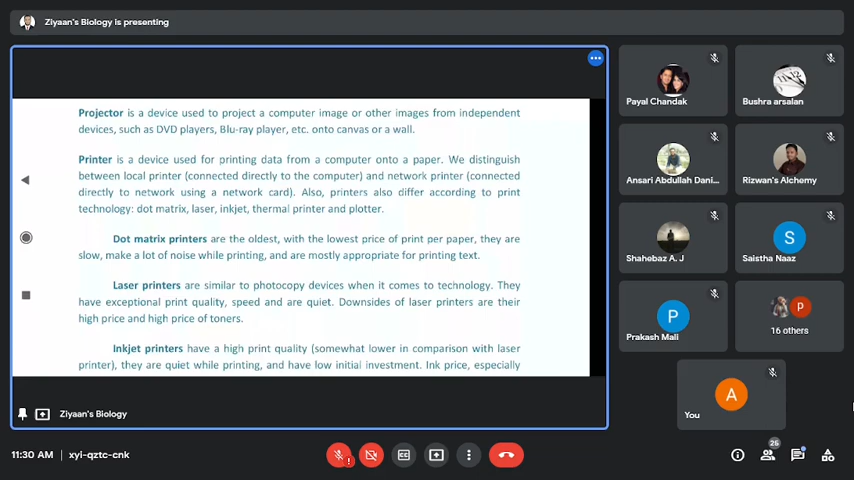 Ziyaan's Biology is presenting
Projector is a device used to project a computer image or other images from independent
devices, such as DVD players, Blu-ray player, etc. onto canvas or a wall.
Printer is a device used for printing data from a computer onto a paper. We distinguish
between local printer (connected directly to the computer) and network printer (connected
directly to network using a network card). Also, printers also differ according to print
technology: dot matrix, laser, inkjet, thermal printer and plotter.
Dot matrix printers are the oldest, with the lowest price of print per paper, they are
slow, make a lot of noise while printing, and are mostly appropriate for printing text.
Laser printers are similar to photocopy devices when it comes to technology. They
have exceptional print quality, speed and are quiet. Downsides of laser printers are their
high price and high price of toners.
Inkjet printers have a high print quality (somewhat lower in comparison with laser
printer), they are quiet while printing, and have low initial investment. Ink price, especially
Ziyaan's Biology
Payal Chandak
Bushra arsalan
Ansari Abdullah Dani...
Rizwan's Alchemy
Shahebaz A. J
S
Saistha Naaz
P
Prakash Mali
P
16 others
A
You
11:30 AM | xyi-qztc-cnk
25